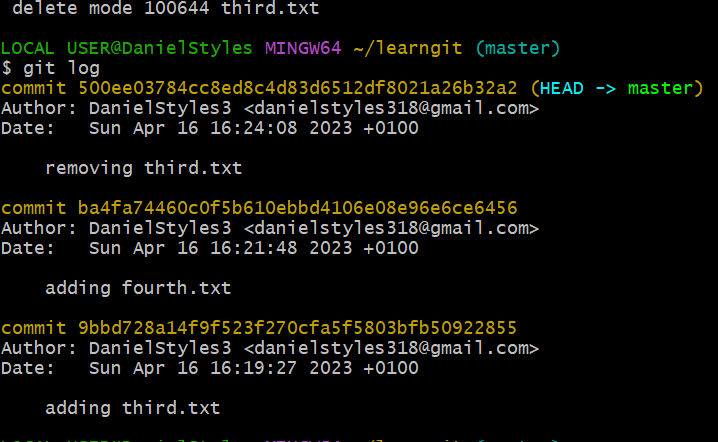 delete mode 100644 third.txt
LOCAL USER@DanielStyles MINGW64 ~/learngit (master)
$ git log
commit 500ee03784cc8ed8c4d83d6512df8021a26b32a2 (HEAD -> master)
Author: DanielStyles3 <danielstyles318@gmail.com>
Date:   Sun Apr 16 16:24:08 2023 +0100
removing third.txt
commit ba4fa74460c0f5b610ebbd4106e08e96e6ce6456
Author: DanielStyles3 <danielstyles318@gmail.com>
Date:   Sun Apr 16 16:21:48 2023 +0100
adding fourth.txt
commit 9bbd728a14f9f523f270cfa5f5803bfb50922855
Author: DanielStyles3 <danielstyles318@gmail.com>
Date:   Sun Apr 16 16:19:27 2023 +0100
adding third.txt